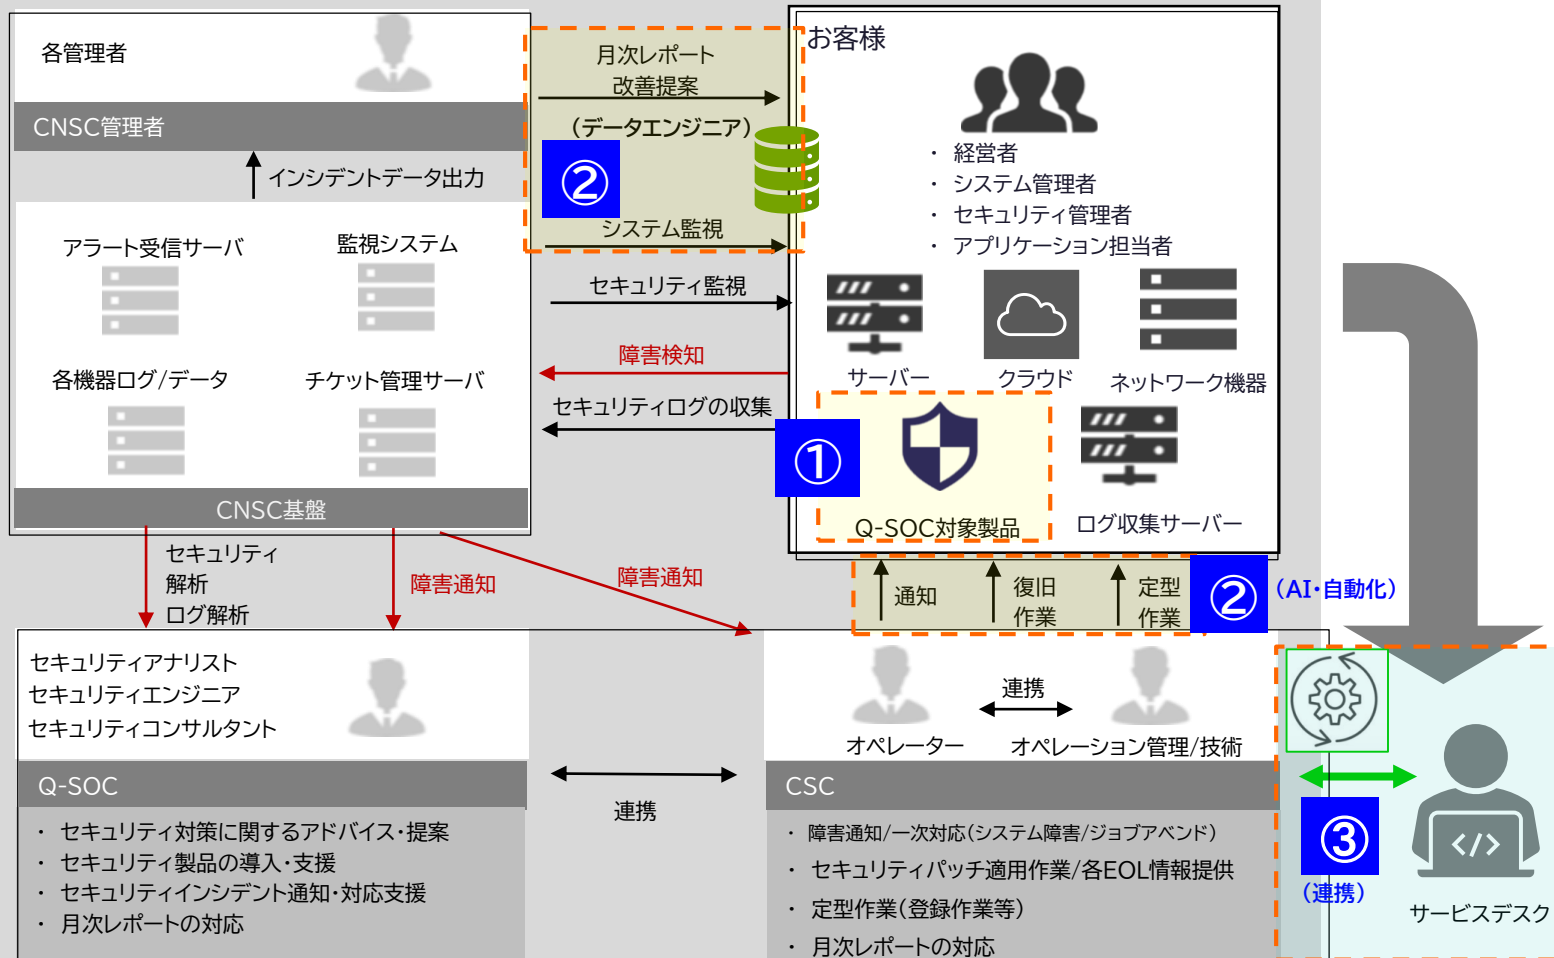 各管理者
CNSC管理者
インシデントデータ出力
アラート受信サーバ
監視システム
各機器ログ/データ
チケット管理サーバ
CNSC基盤
月次レポート
改善提案
（データエンジニア）
②
システム監視
セキュリティ監視
障害検知
セキュリティログの収集
お客様
・ 経営者
・ システム管理者
・ セキュリティ管理者
・ アプリケーション担当者
サーバー
クラウド
ネットワーク機器
①
Q-SOC対象製品
ログ収集サーバー
セキュリティ
解析
ログ解析
障害通知
障害通知
通知
復旧
作業
定型
作業
②
（AI・自動化）
セキュリティアナリスト
セキュリティエンジニア
セキュリティコンサルタント
Q-SOC
・ セキュリティ対策に関するアドバイス・提案
・ セキュリティ製品の導入・支援
・ セキュリティインシデント通知・対応支援
・ 月次レポートの対応
連携
オペレーター
連携
オペレーション管理/技術
CSC
・ 障害通知/一次対応（システム障害/ジョブアベンド）
・ セキュリティパッチ適用作業/各EOL情報提供
・ 定型作業（登録作業等）
・ 月次レポートの対応
③
（連携）
</>
サービスデスク